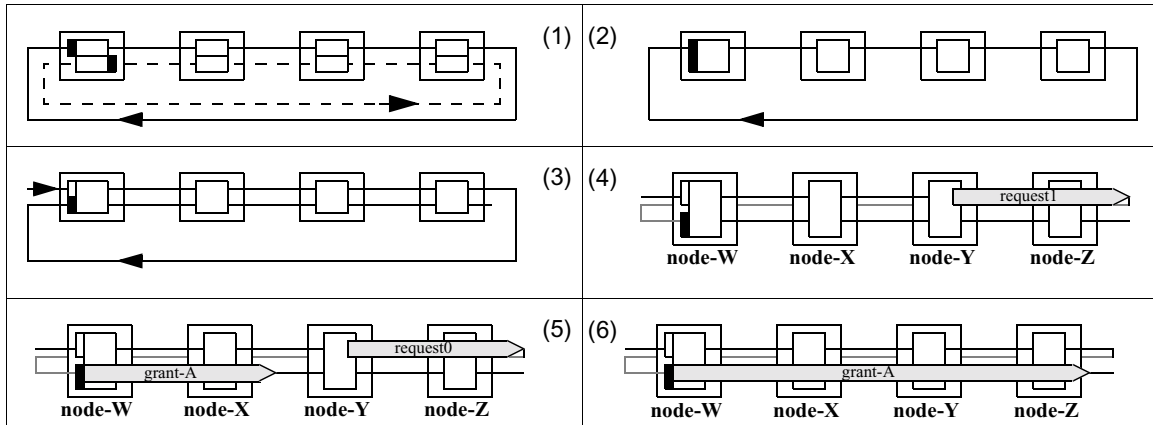 (1)
(2)
(3)
(4)
request1
node-W node-X node-Y node-Z
(5)
request0
grant-A
node-W node-X node-Y node-Z
(6)
grant-A
node-W node-X node-Y node-Z